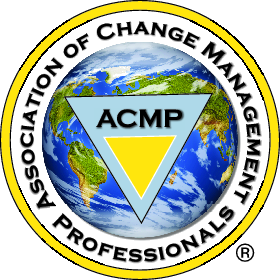 ASSOCIATION OF CHANGE MANAGEMENT PROFESSIONALS
ACMP
®